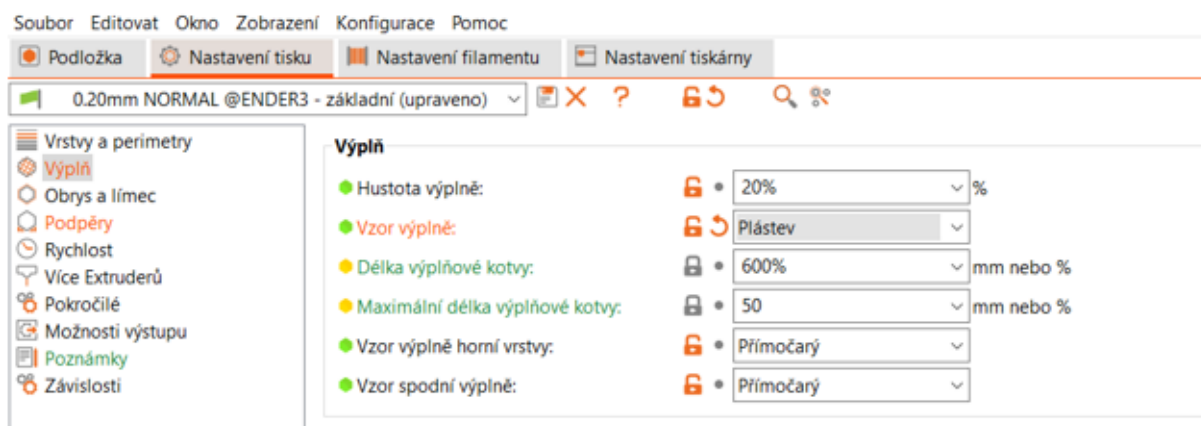 Soubor Editovat Okno Zobrazení Konfigurace Pomoc
Podložka Nastavení tisku Nastavení filamentu Nastavení tiskárny
0.20mm NORMAL @ENDER3 - základní (upraveno) ?
Vrstvy a perimetry
Výplň
Obrys a límec
Podpěry
Rychlost
Více Extruderů
Pokročilé
Možnosti výstupu
Poznámky
Závislosti
Výplň
Hustota výplně: 20% %
Vzor výplně: Plástev
Délka výplňové kotvy: 600% mm nebo %
Maximální délka výplňové kotvy: 50 mm nebo %
Vzor výplně horní vrstvy: Přímočarý
Vzor spodní výplně: Přímočarý